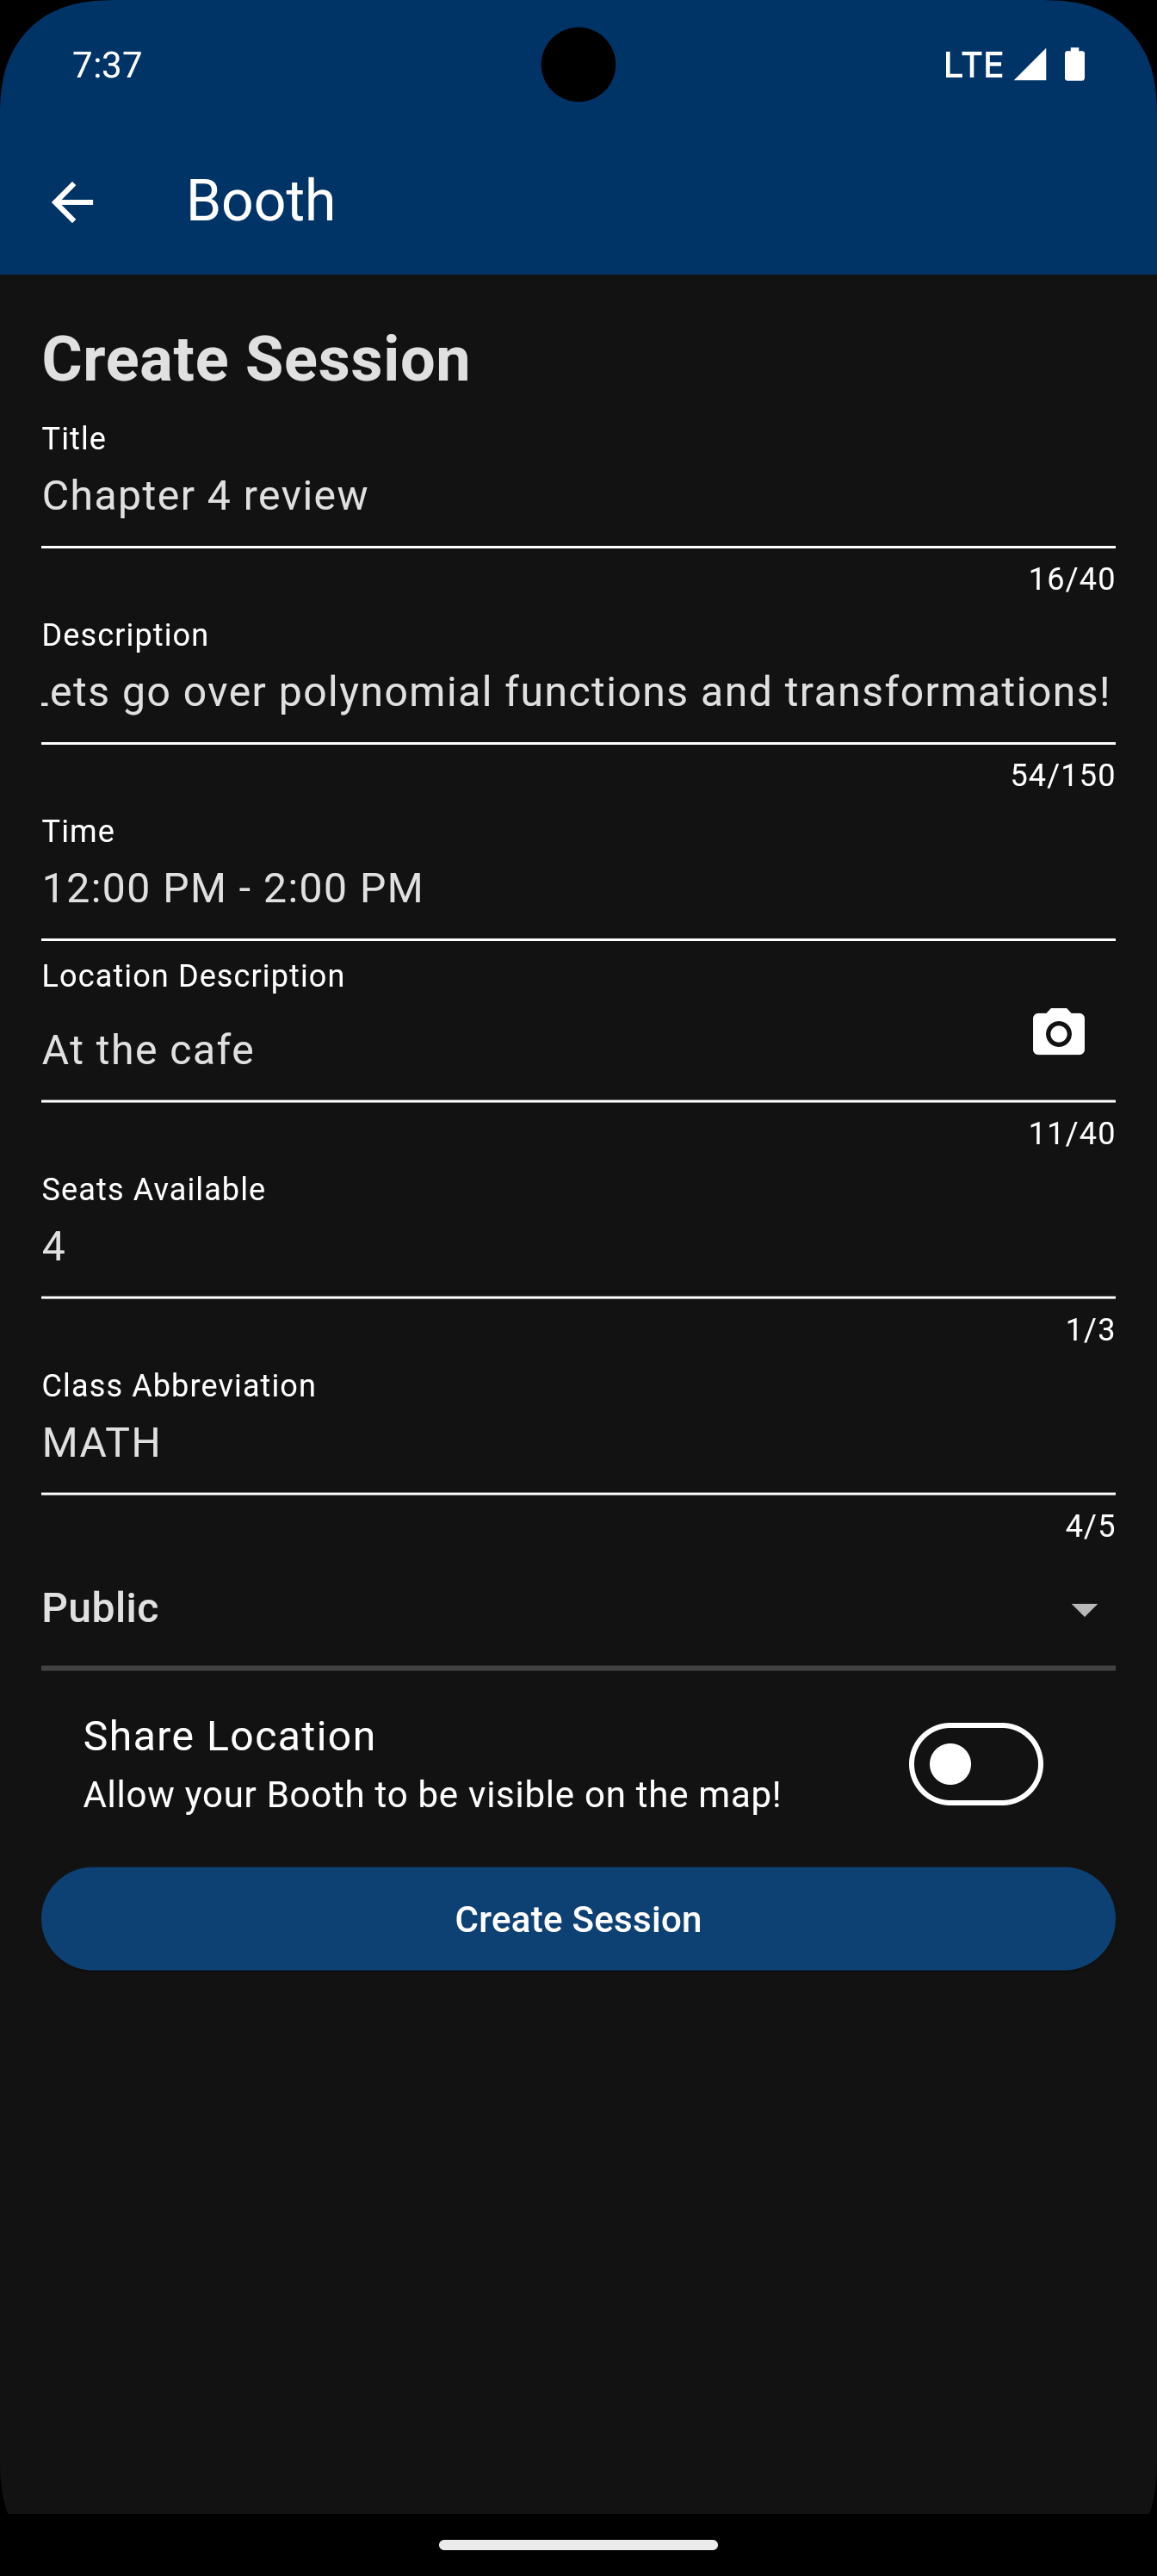 7:37
LTE
Booth
Create Session
Title
Chapter 4 review
16/40
Description
Lets go over polynomial functions and transformations!
54/150
Time
12:00 PM - 2:00 PM
Location Description
At the cafe
11/40
Seats Available
4
1/3
Class Abbreviation
MATH
4/5
Public
Share Location
Allow your Booth to be visible on the map!
Create Session